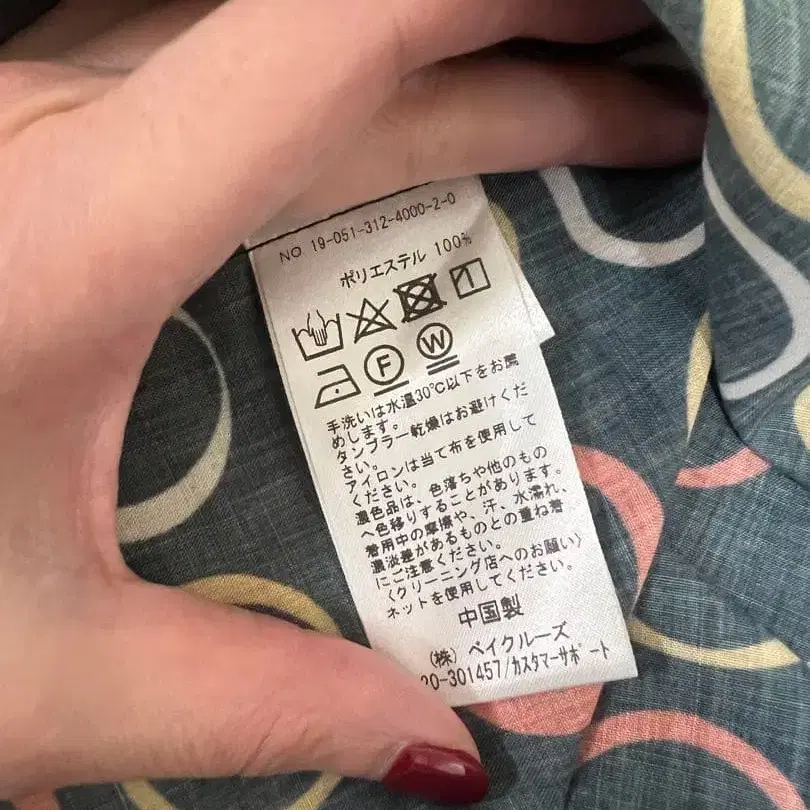 NO 19-051-312-4000-2-0
ポリエステル 100%
F W
手洗いは水温30℃以下をお薦
めします。
タンブラー乾燥はお避けくだ
さい。
アイロンは当て布を使用して
ください。
濃色品は、色落ちや他のもの
へ色移りすることがあります。
着用中の摩擦や、汗、水濡れ、
濃淡差があるものとの重ね着
にご注意ください。
〈クリーニング店へのお願い〉
ネットを使用してください。
中国製
(株) ベイクルーズ
20-301457/カスタマーサポート